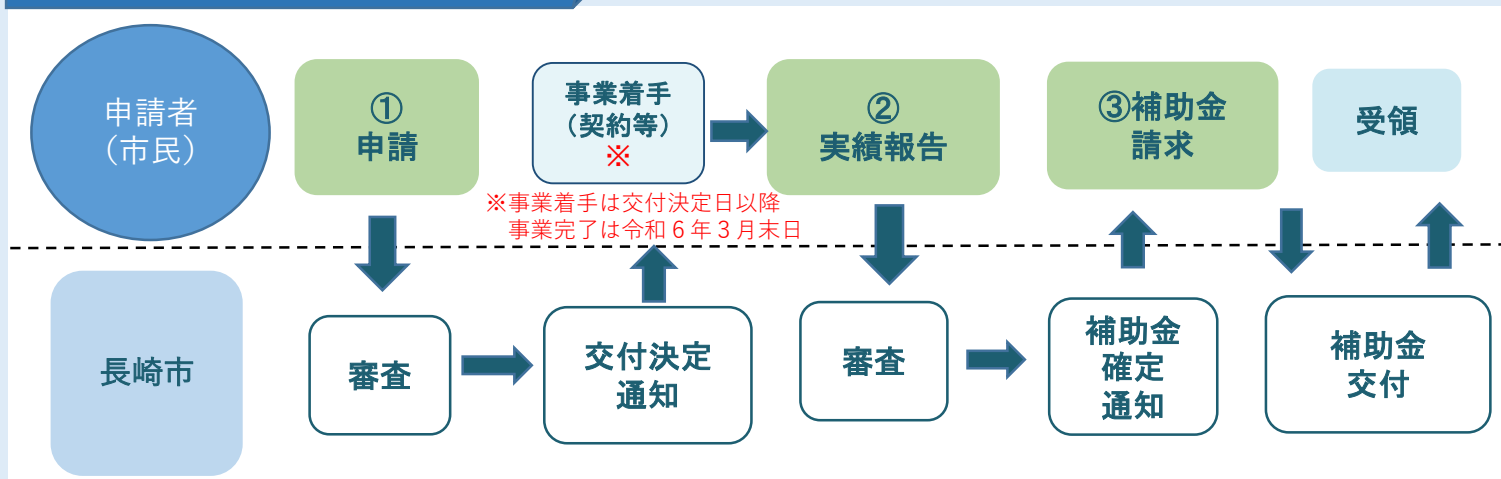 申請者
（市民）
①
申請
事業着手
（契約等）
※
②
実績報告
③補助金
請求
受領
※事業着手は交付決定日以降
事業完了は令和６年３月末日
長崎市
審査
交付決定
通知
審査
補助金
確定
通知
補助金
交付